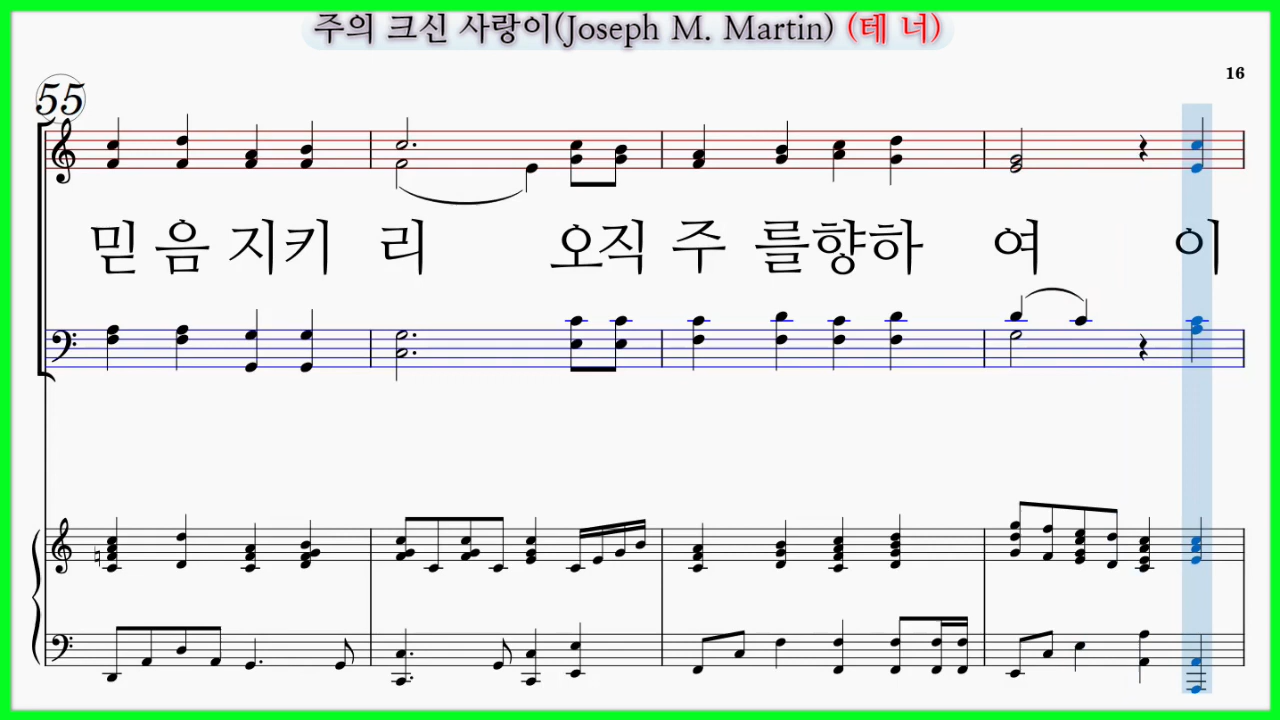 주의 크신 사랑이(Joseph M. Martin) (테 너)
16
55
믿 음 지키 리 오직 주 를향하 여 이